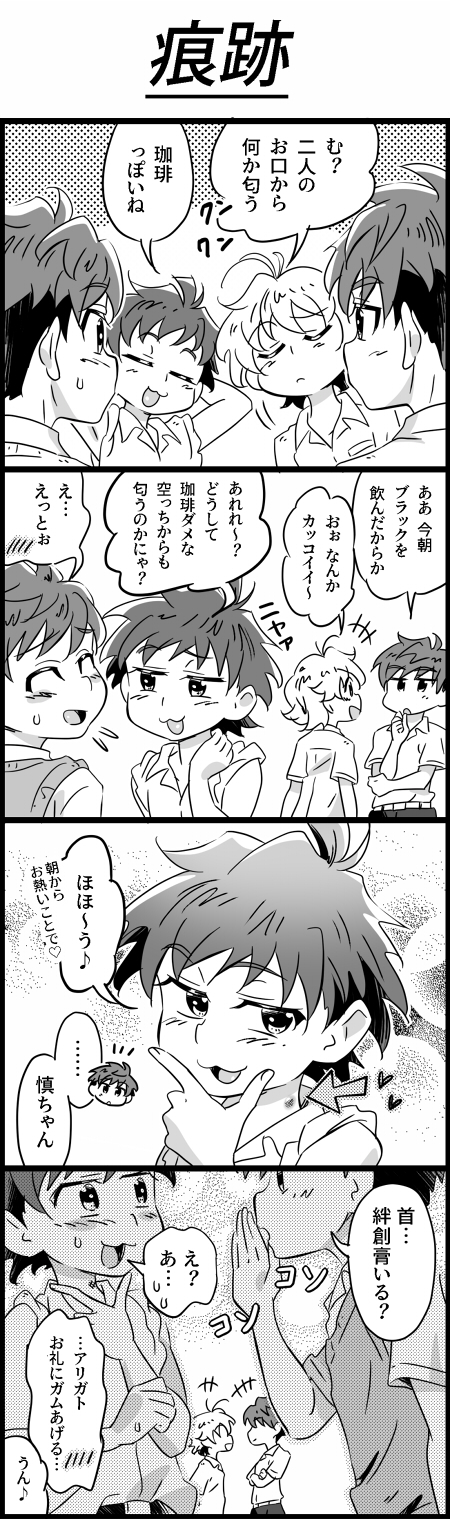 痕跡
む?
二人の
お口から
何か匂う
クン
クン
珈琲
っぽいね
ああ 今朝
ブラックを
飲んだからか
おぉ なんか
カッコイイ〜
あれれ〜?
どうして
珈琲ダメな
空っちからも
匂うのかにゃ?
ニヤァ
え…
えっとぉ
ほほ〜う♪
朝から
お熱いことで♡
………
慎ちゃん
首…
絆創膏いる?
コソ
コソ
え?
あ…
…アリガト
お礼にガムあげる…
うん♪